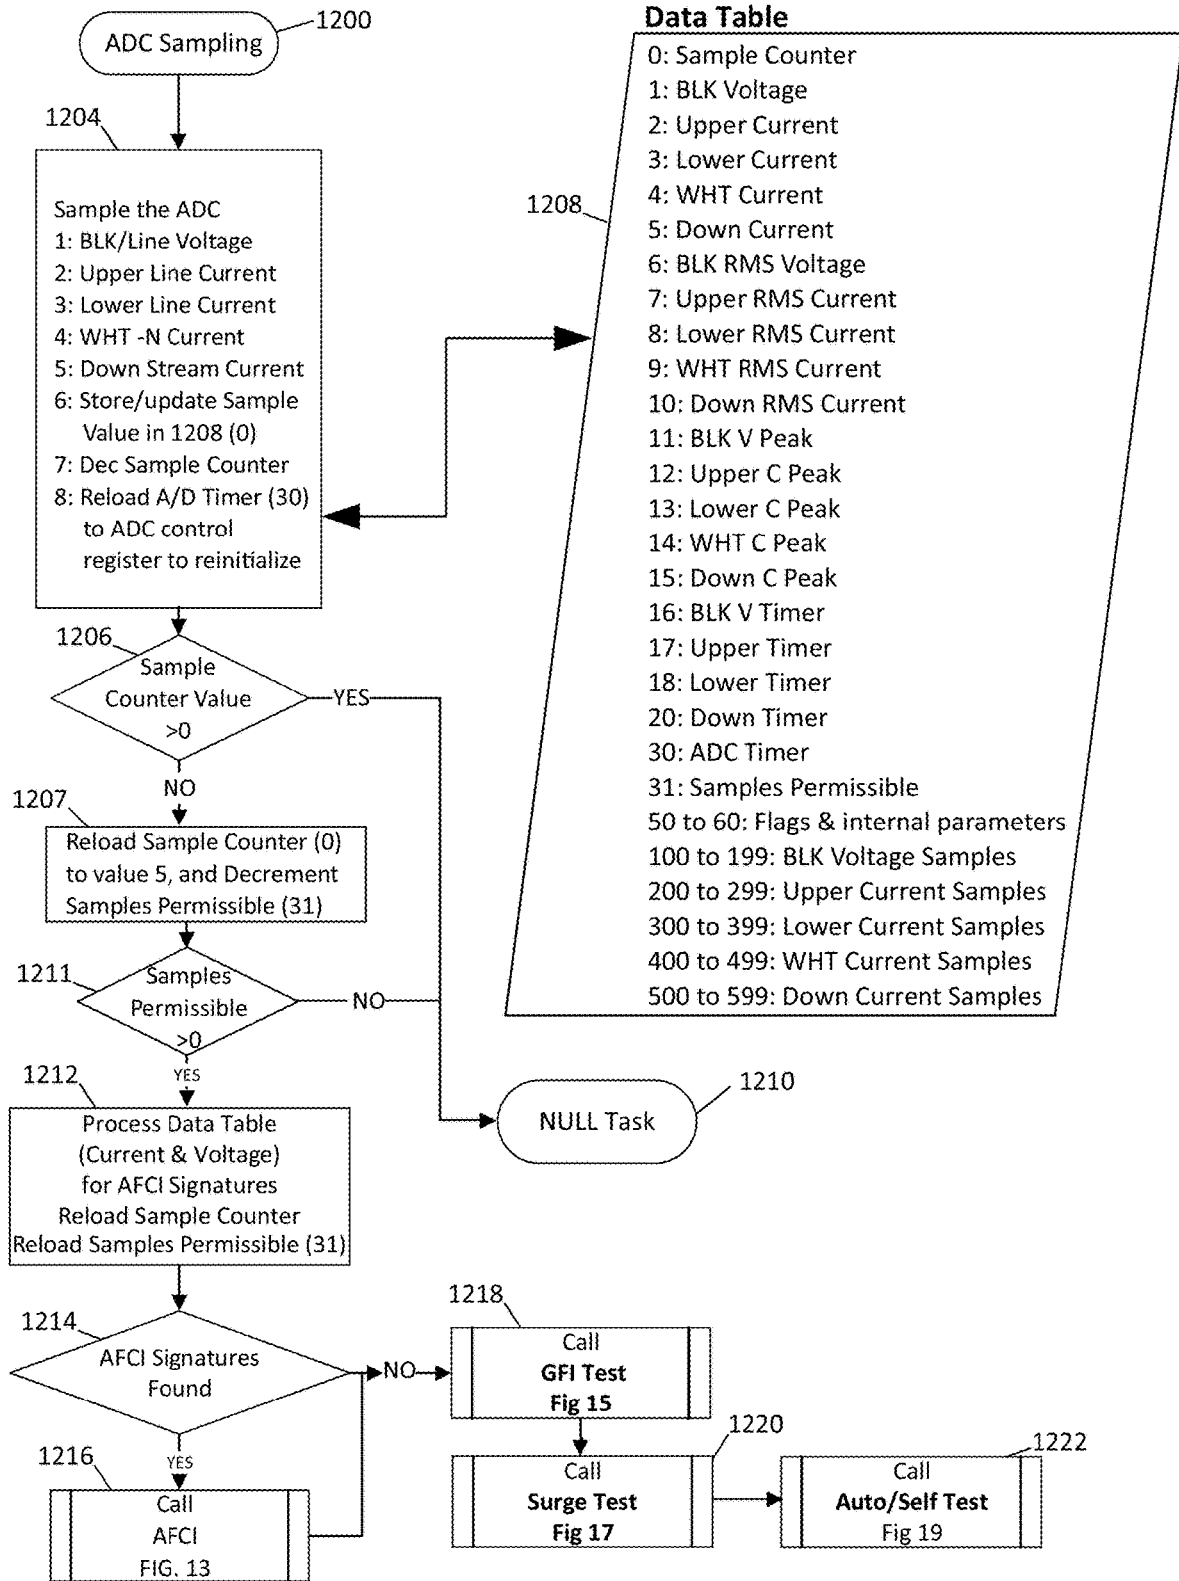 1200
ADC Sampling
1204
Sample the ADC
1: BLK/Line Voltage
2: Upper Line Current
3: Lower Line Current
4: WHT -N Current
5: Down Stream Current
6: Store/update Sample
Value in 1208 (0)
7: Dec Sample Counter
8: Reload A/D Timer (30)
to ADC control
register to reinitialize
Data Table
1208
0: Sample Counter
1: BLK Voltage
2: Upper Current
3: Lower Current
4: WHT Current
5: Down Current
6: BLK RMS Voltage
7: Upper RMS Current
8: Lower RMS Current
9: WHT RMS Current
10: Down RMS Current
11: BLK V Peak
12: Upper C Peak
13: Lower C Peak
14: WHT C Peak
15: Down C Peak
16: BLK V Timer
17: Upper Timer
18: Lower Timer
20: Down Timer
30: ADC Timer
31: Samples Permissible
50 to 60: Flags & internal parameters
100 to 199: BLK Voltage Samples
200 to 299: Upper Current Samples
300 to 399: Lower Current Samples
400 to 499: WHT Current Samples
500 to 599: Down Current Samples
1206
Sample
Counter Value
>0
YES
NO
1207
Reload Sample Counter (0)
to value 5, and Decrement
Samples Permissible (31)
1211
Samples
Permissible
>0
NO
YES
1210
NULL Task
1212
Process Data Table
(Current & Voltage)
for AFCI Signatures
Reload Sample Counter
Reload Samples Permissible (31)
1214
AFCI Signatures
Found
NO
YES
1216
Call
AFCI
FIG. 13
1218
Call
GFI Test
Fig 15
1220
Call
Surge Test
Fig 17
1222
Call
Auto/Self Test
Fig 19